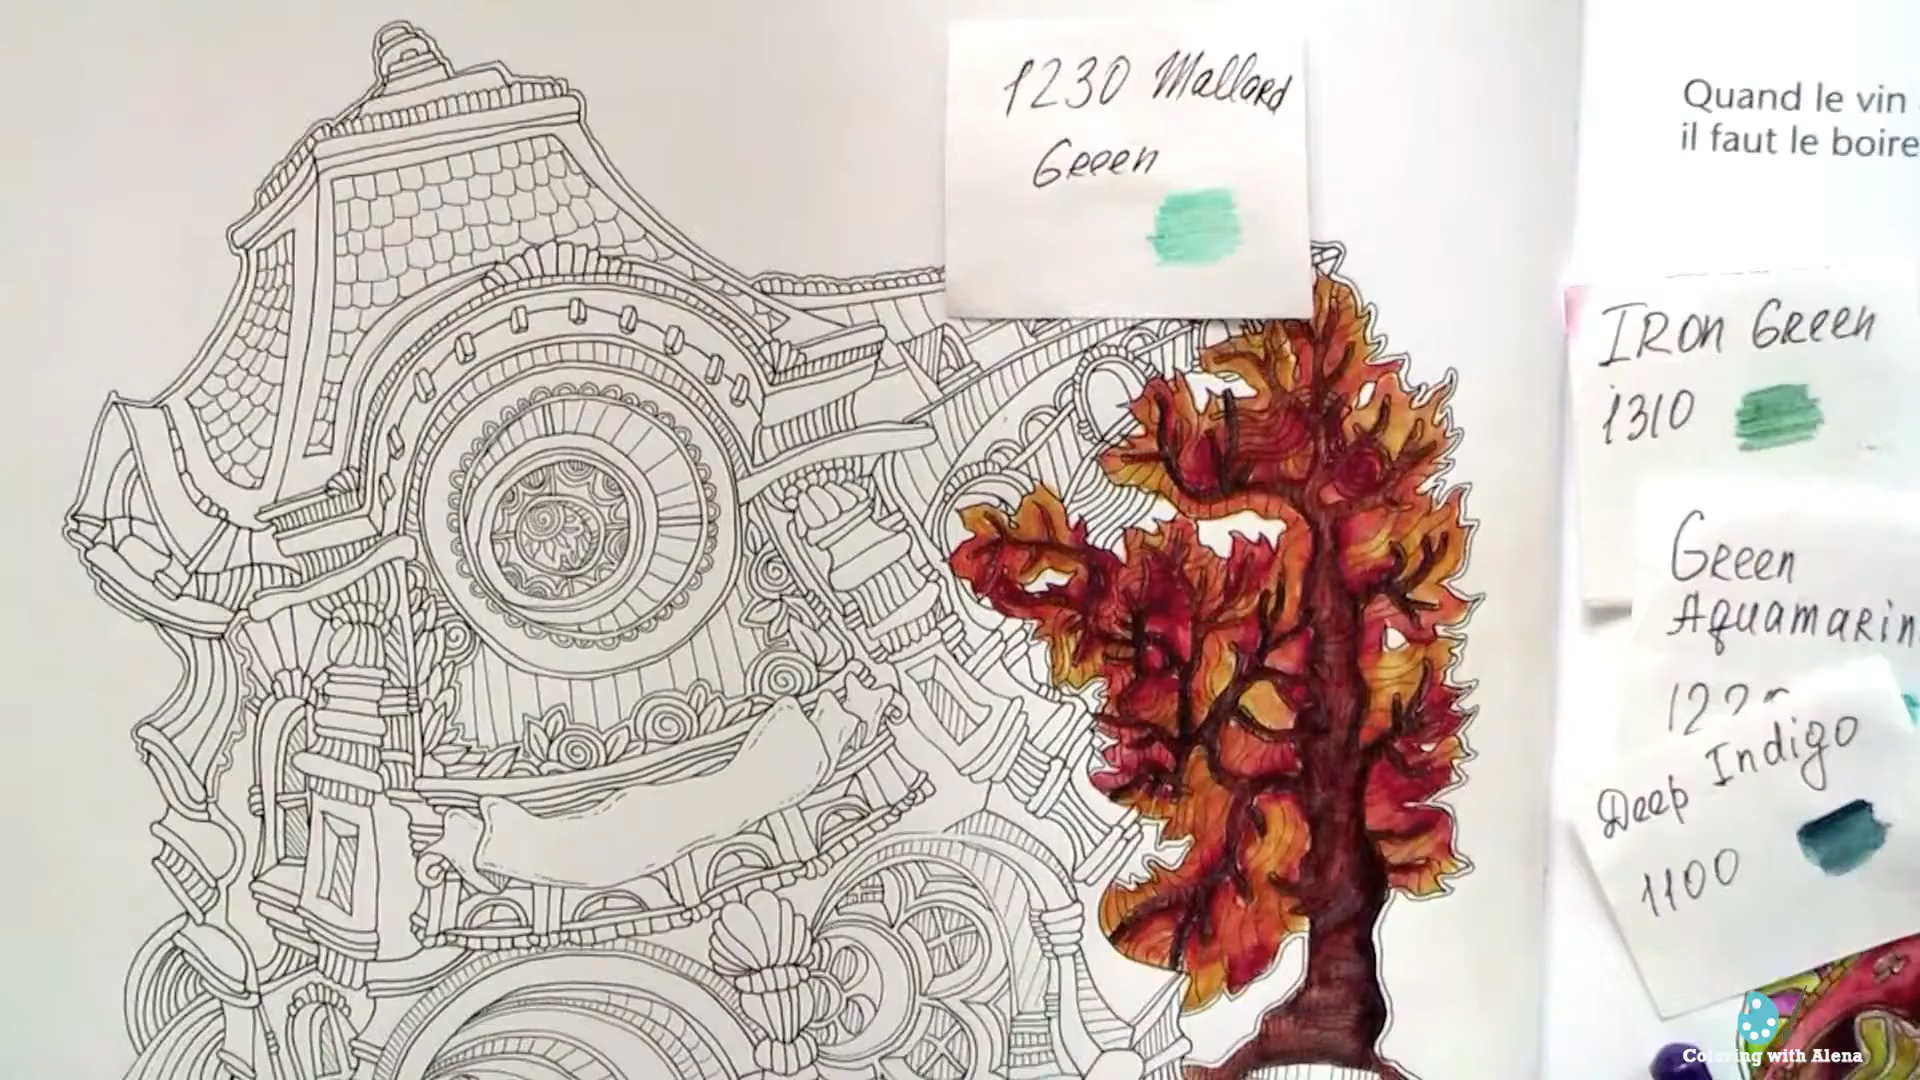 1230 Mallard
Green
Quand le vin
il faut le boire
IRon Green
1310
Green
Aquamarin
Deep Indigo
1100
Coloring with Alena